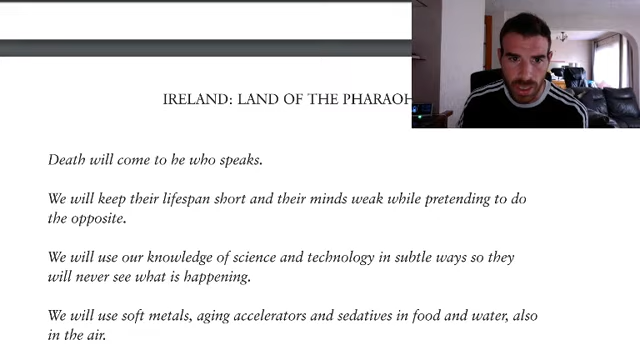 IRELAND: LAND OF THE PHARAOH
Death will come to he who speaks.
We will keep their lifespan short and their minds weak while pretending to do
the opposite.
We will use our knowledge of science and technology in subtle ways so they
will never see what is happening.
We will use soft metals, aging accelerators and sedatives in food and water, also
in the air.